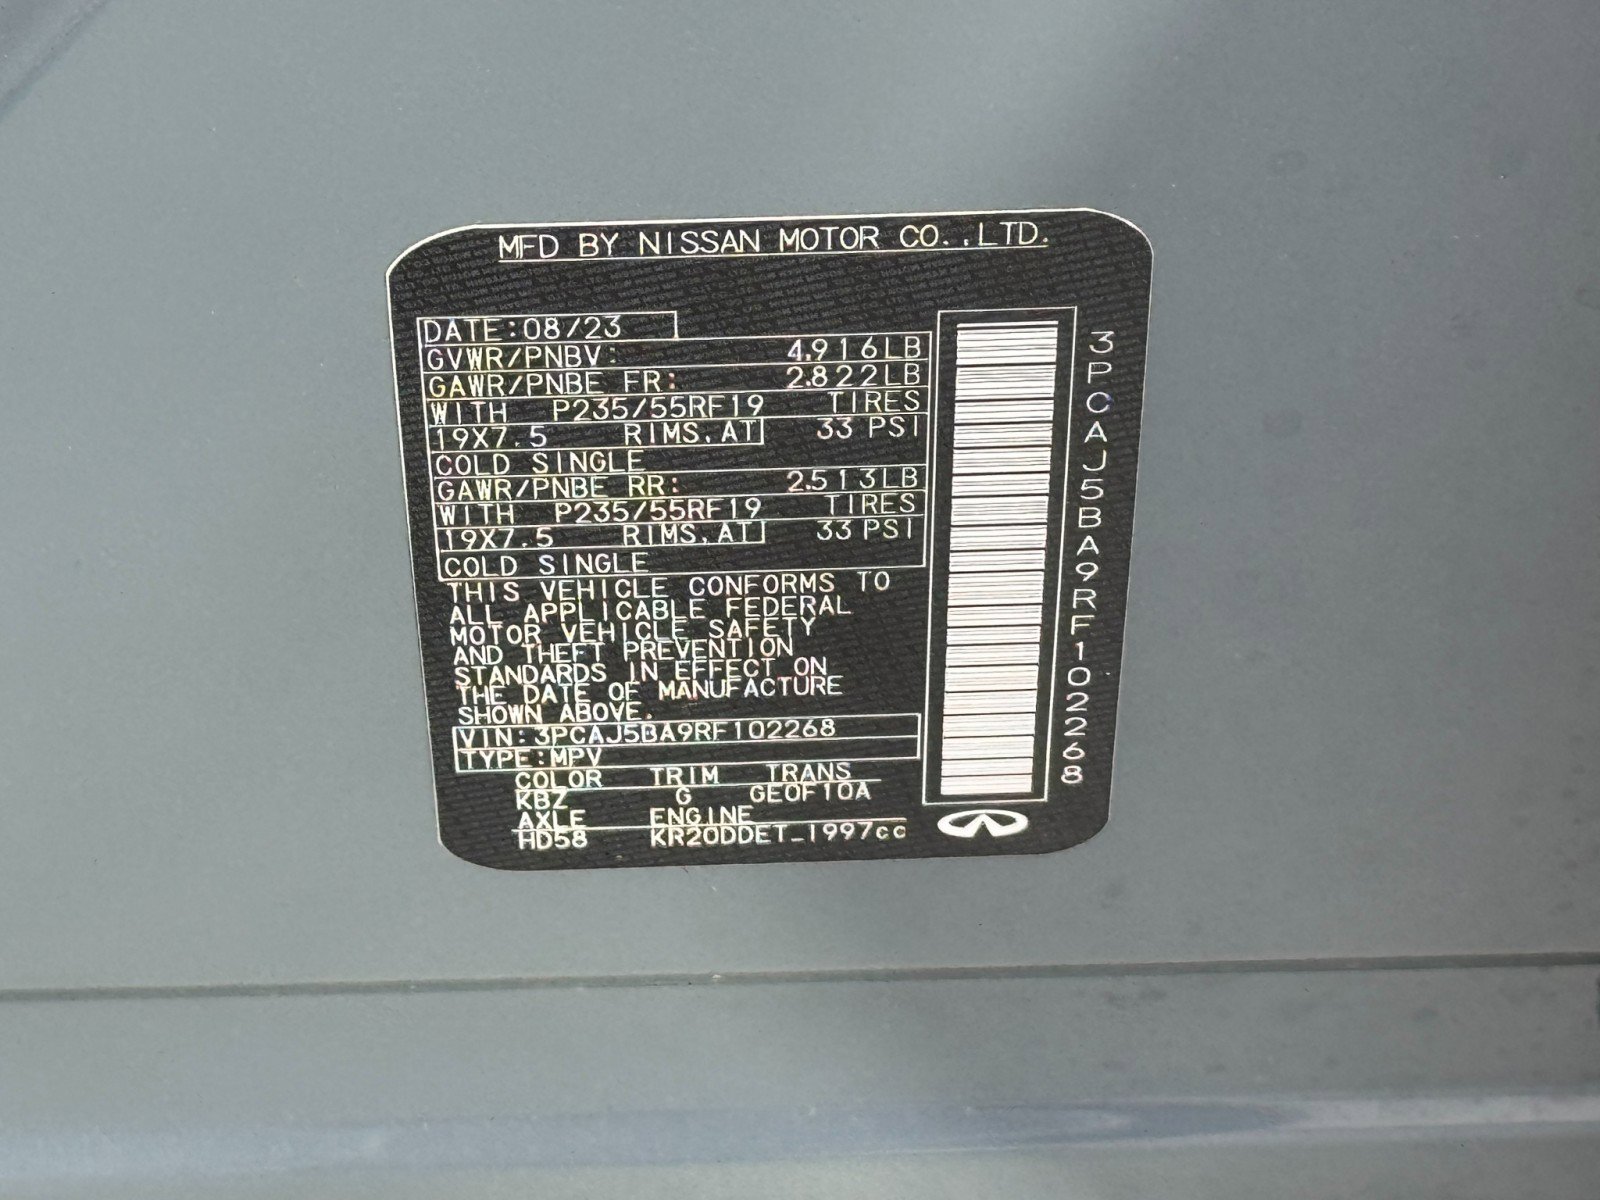 MFD BY NISSAN MOTOR CO.,LTD.
DATE:08/23
GVWR/PNBV: 4,916LB
GAWR/PNBE FR: 2,822LB
WITH P235/55RF19 TIRES
19X7.5 RIMS,AT 33 PSI
COLD SINGLE
GAWR/PNBE RR: 2,513LB
WITH P235/55RF19 TIRES
19X7.5 RIMS,AT 33 PSI
COLD SINGLE
THIS VEHICLE CONFORMS TO
ALL APPLICABLE FEDERAL
MOTOR VEHICLE SAFETY
AND THEFT PREVENTION
STANDARDS IN EFFECT ON
THE DATE OF MANUFACTURE
SHOWN ABOVE.
VIN:3PCAJ5BA9RF102268
TYPE:MPV
COLOR TRIM TRANS
KBZ G GE0F10A
AXLE ENGINE
HD58 KR20DDET_1997cc
3PCAJ5BA9RF102268